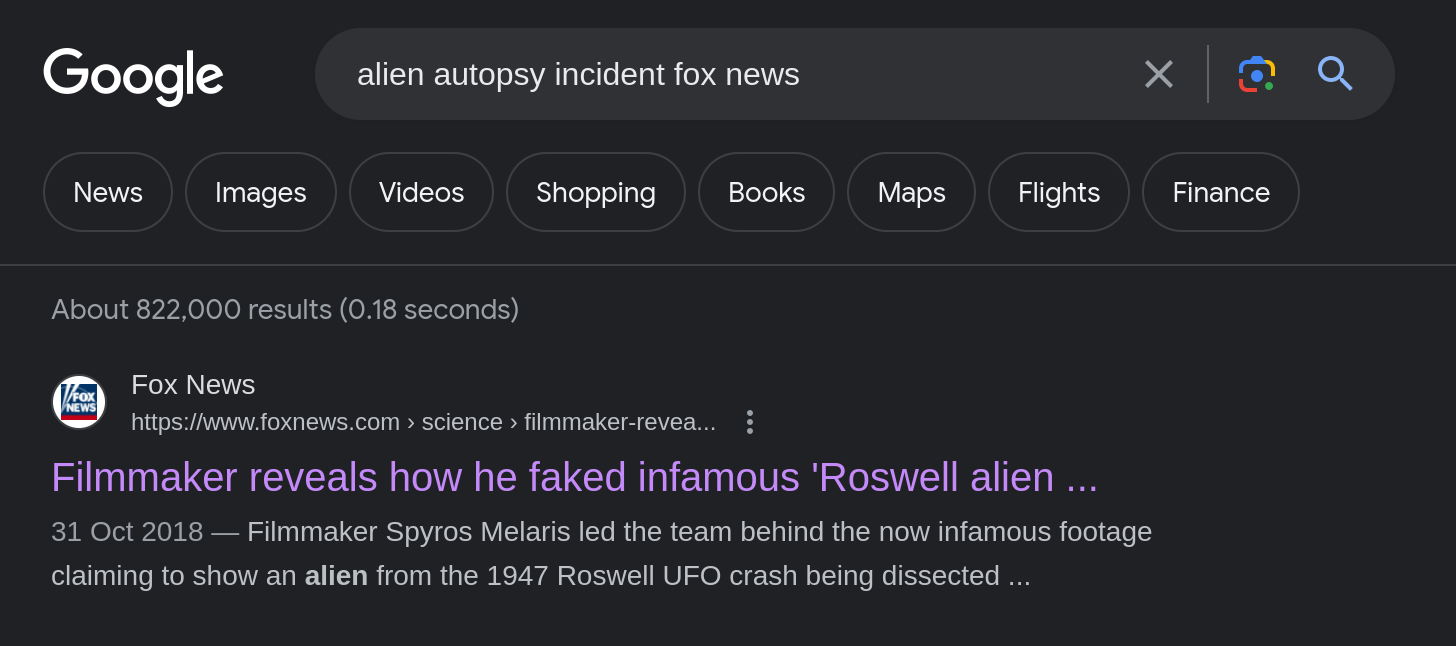 Google
alien autopsy incident fox news
News Images Videos Shopping Books Maps Flights Finance
About 822,000 results (0.18 seconds)
FOX
NEWS
Fox News
https://www.foxnews.com › science › filmmaker-revea...
Filmmaker reveals how he faked infamous 'Roswell alien ...
31 Oct 2018 — Filmmaker Spyros Melaris led the team behind the now infamous footage
claiming to show an alien from the 1947 Roswell UFO crash being dissected ...